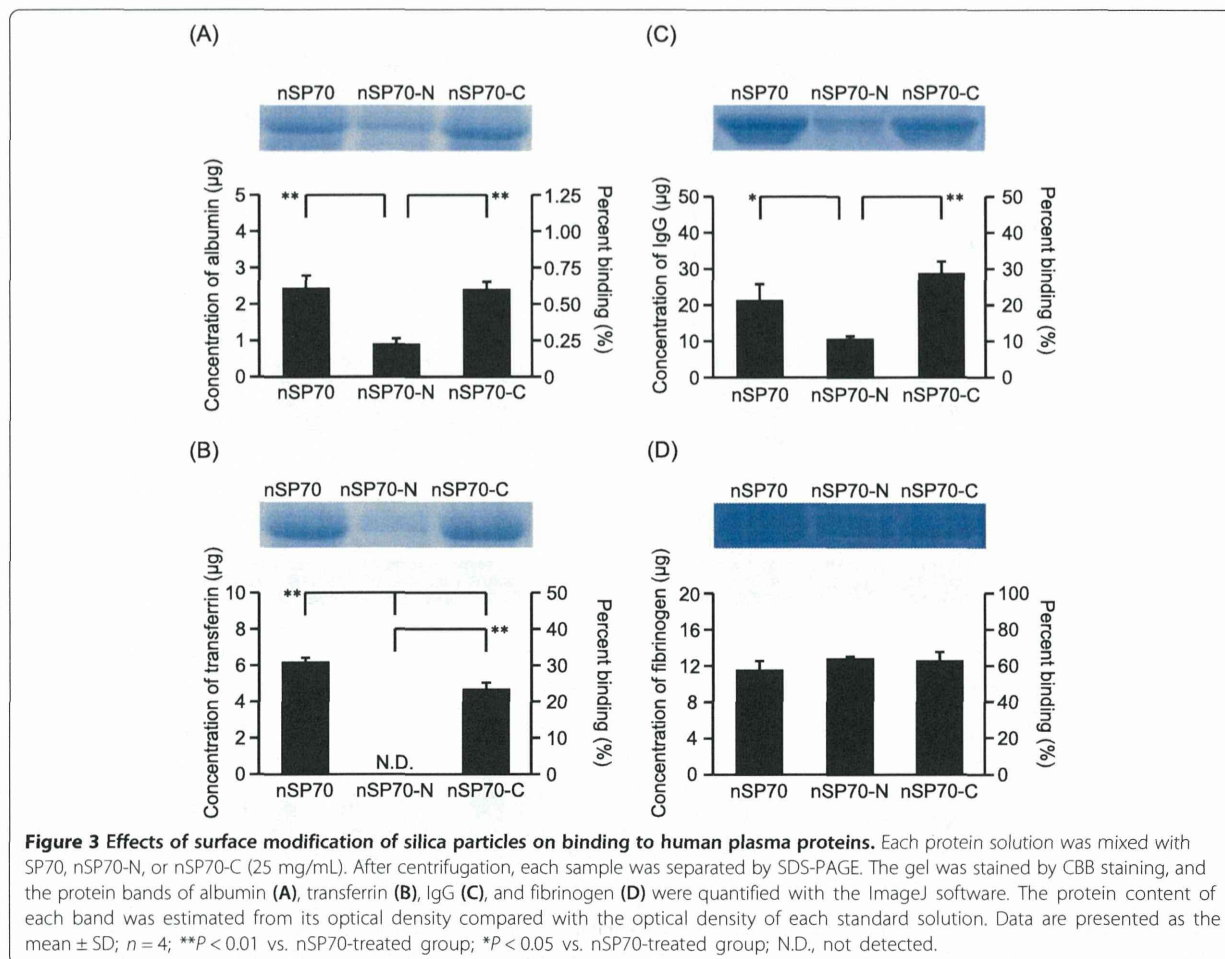 (A)
nSP70 nSP70-N nSP70-C
Concentration of albumin (µg)
5
4
3
2
1
0
** **
1.25
1.00
0.75
0.50
0.25
0
Percent binding (%)
nSP70 nSP70-N nSP70-C
(C)
nSP70 nSP70-N nSP70-C
Concentration of IgG (µg)
50
40
30
20
10
0
* **
50
40
30
20
10
0
Percent binding (%)
nSP70 nSP70-N nSP70-C
(B)
nSP70 nSP70-N nSP70-C
Concentration of transferrin (µg)
10
8
6
4
2
0
**
**
N.D.
50
40
30
20
10
0
Percent binding (%)
nSP70 nSP70-N nSP70-C
(D)
nSP70 nSP70-N nSP70-C
Concentration of fibrinogen (µg)
20
16
12
8
4
0
100
80
60
40
20
0
Percent binding (%)
nSP70 nSP70-N nSP70-C
Figure 3 Effects of surface modification of silica particles on binding to human plasma proteins. Each protein solution was mixed with
SP70, nSP70-N, or nSP70-C (25 mg/mL). After centrifugation, each sample was separated by SDS-PAGE. The gel was stained by CBB staining, and
the protein bands of albumin (A), transferrin (B), IgG (C), and fibrinogen (D) were quantified with the ImageJ software. The protein content of
each band was estimated from its optical density compared with the optical density of each standard solution. Data are presented as the
mean ± SD; n = 4; **P < 0.01 vs. nSP70-treated group; *P < 0.05 vs. nSP70-treated group; N.D., not detected.